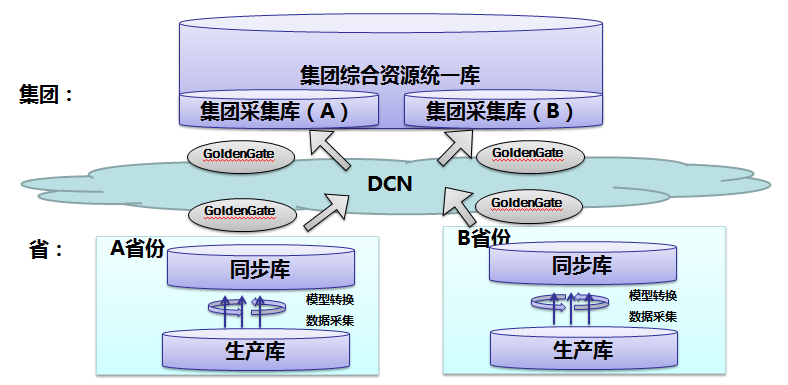 集团综合资源统一库
集团：
集团采集库（A）
集团采集库（B）
GoldenGate
GoldenGate
DCN
GoldenGate
GoldenGate
省：
A省份
B省份
同步库
同步库
模型转换
数据采集
模型转换
数据采集
生产库
生产库